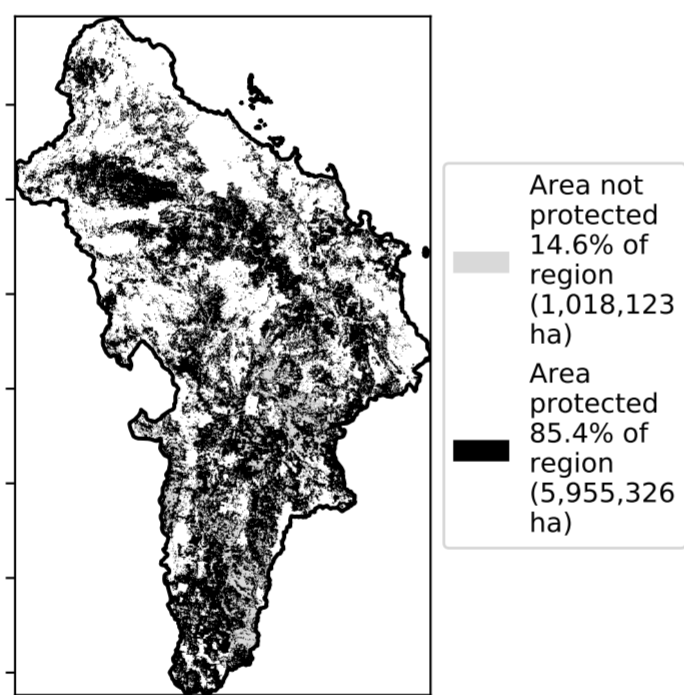 Area not
protected
14.6% of
region
(1,018,123
ha)
Area
protected
85.4% of
region
(5,955,326
ha)